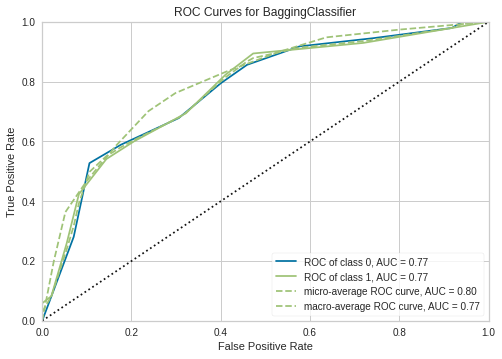 ROC Curves for BaggingClassifier
True Positive Rate
1.0
0.8
0.6
0.4
0.2
0.0
ROC of class 0, AUC = 0.77
ROC of class 1, AUC = 0.77
micro-average ROC curve, AUC = 0.80
macro-average ROC curve, AUC = 0.77
0.0 0.2 0.4 0.6 0.8 1.0
False Positive Rate